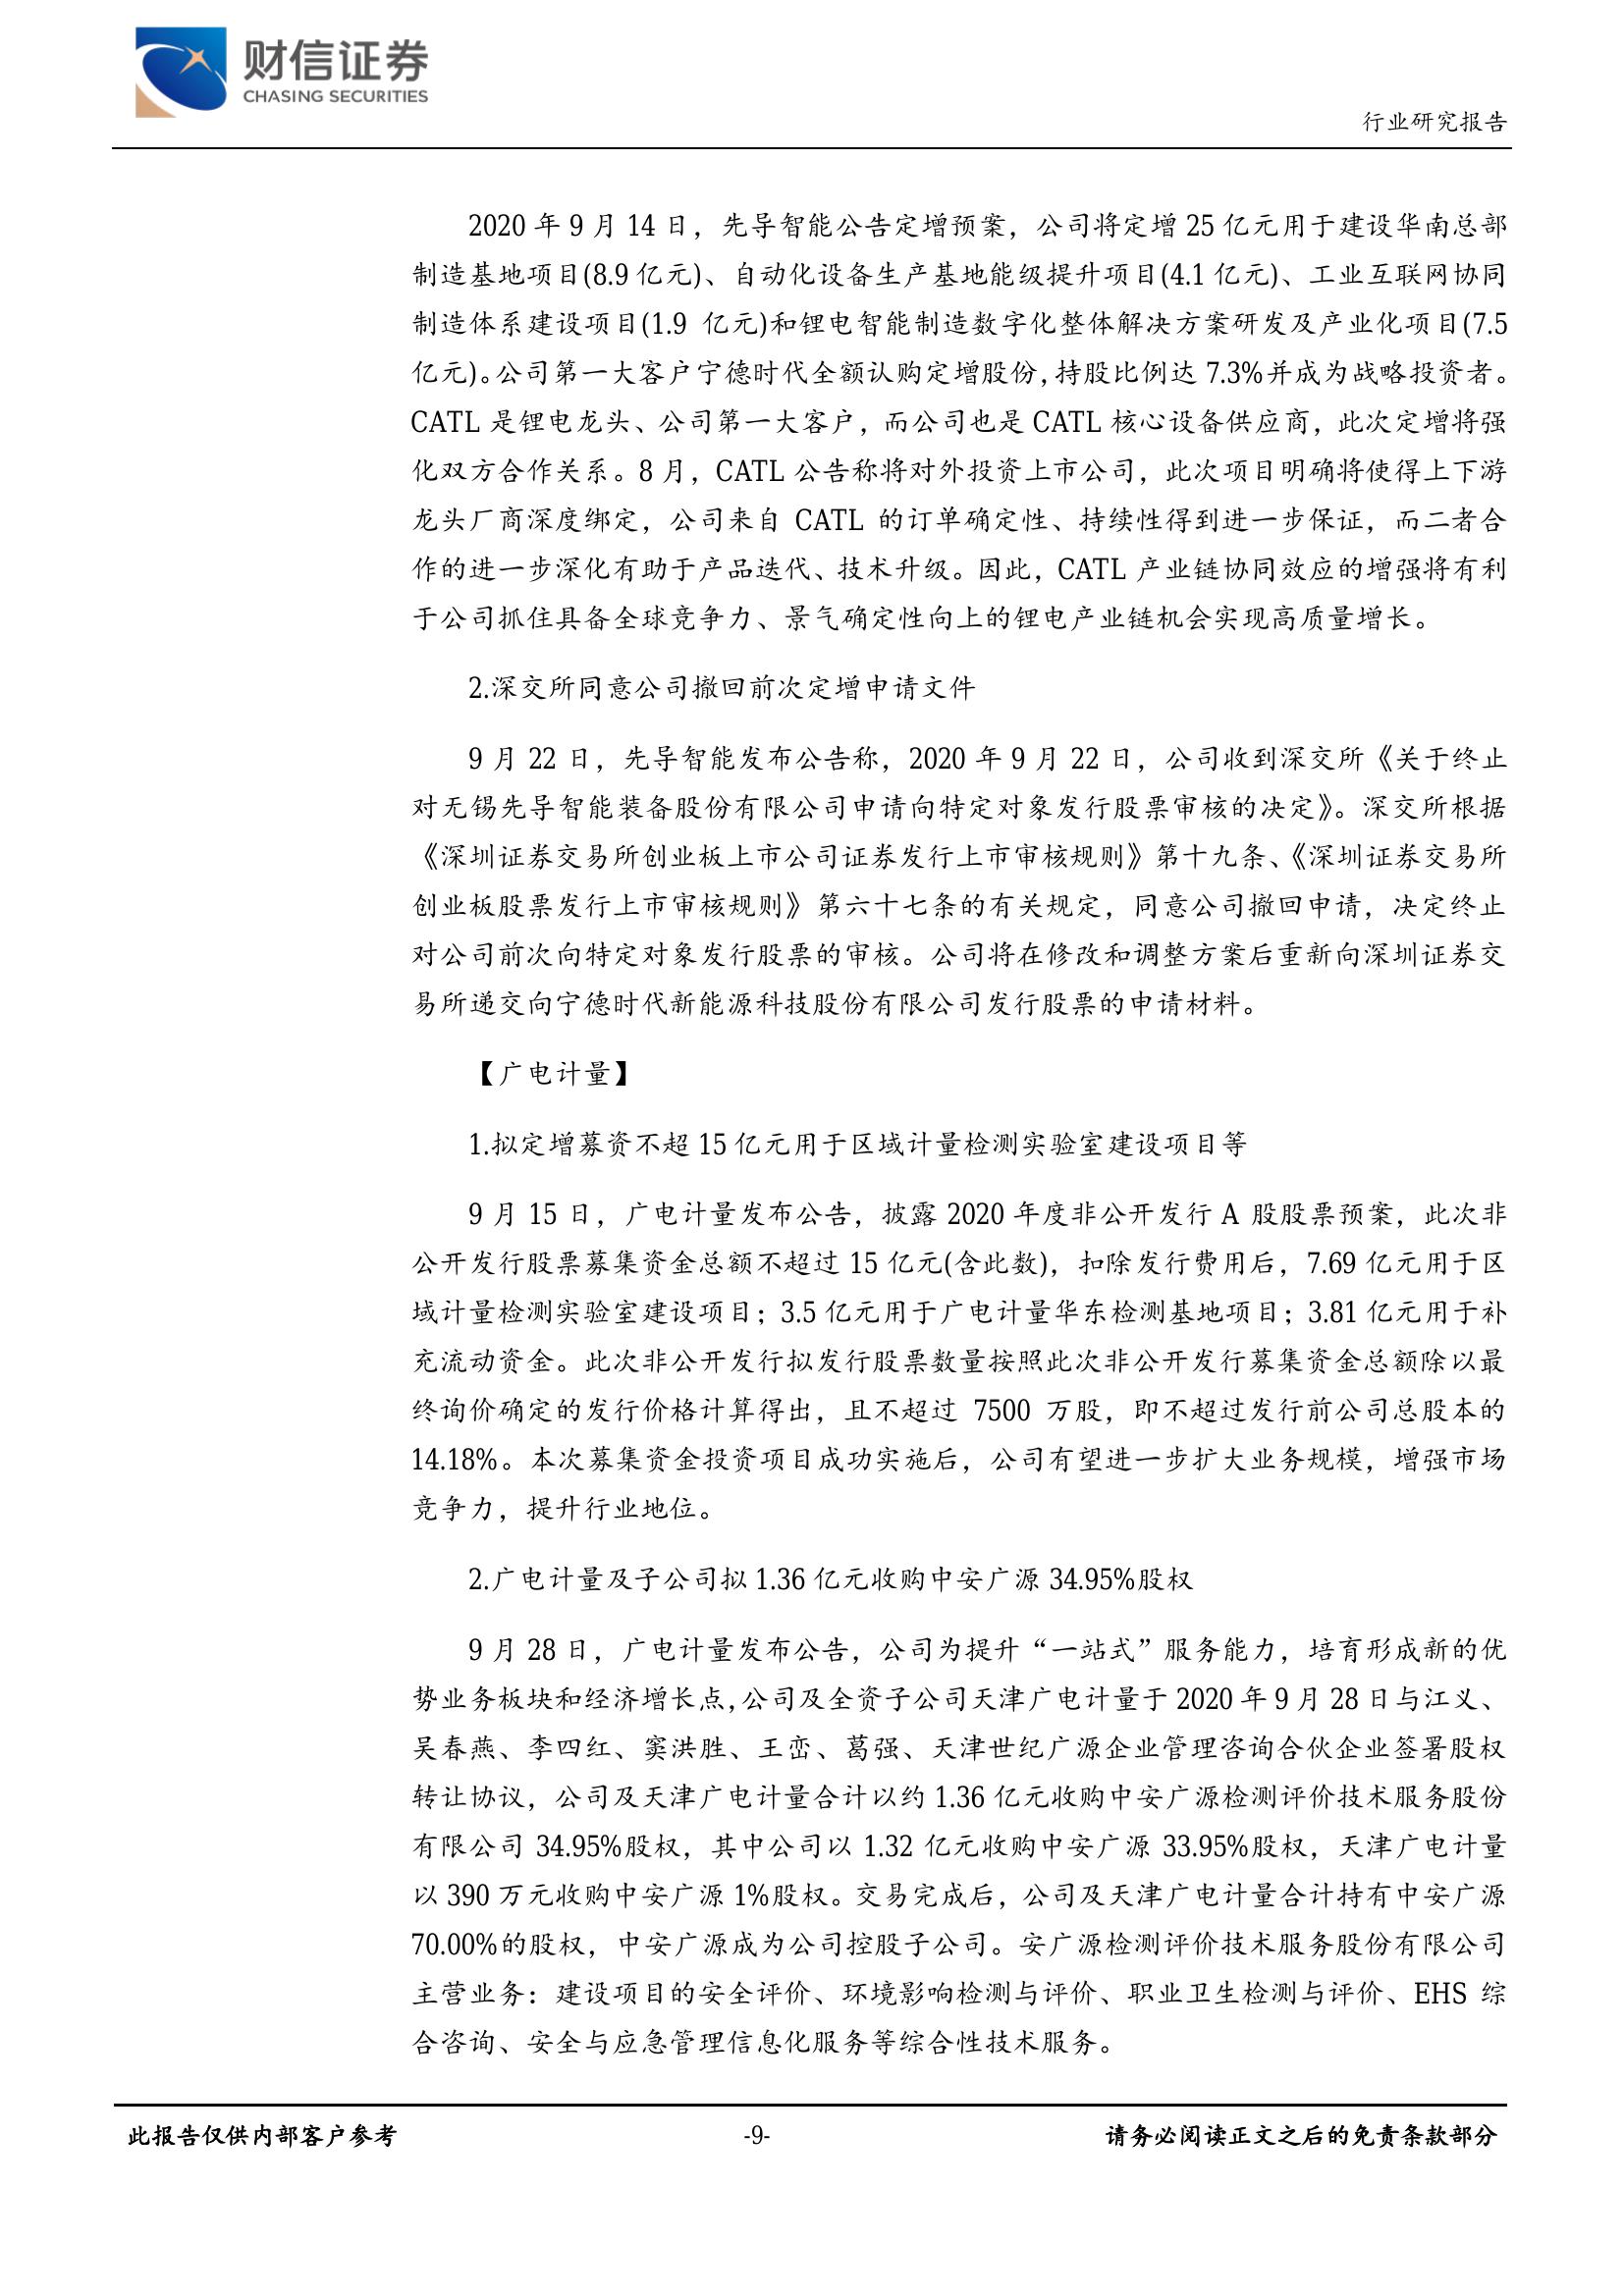 财信证券
CHASING SECURITIES
行业研究报告
2020 年 9 月 14 日，先导智能公告定增预案，公司将定增 25 亿元用于建设华南总部
制造基地项目(8.9 亿元)、自动化设备生产基地能级提升项目(4.1 亿元)、工业互联网协同
制造体系建设项目(1.9 亿元)和锂电智能制造数字化整体解决方案研发及产业化项目(7.5
亿元)。公司第一大客户宁德时代全额认购定增股份，持股比例达 7.3%并成为战略投资者。
CATL 是锂电龙头、公司第一大客户，而公司也是 CATL 核心设备供应商，此次定增将强
化双方合作关系。8 月，CATL 公告称将对外投资上市公司，此次项目明确将使得上下游
龙头厂商深度绑定，公司来自 CATL 的订单确定性、持续性得到进一步保证，而二者合
作的进一步深化有助于产品迭代、技术升级。因此，CATL 产业链协同效应的增强将有利
于公司抓住具备全球竞争力、景气确定性向上的锂电产业链机会实现高质量增长。
2.深交所同意公司撤回前次定增申请文件
9 月 22 日，先导智能发布公告称，2020 年 9 月 22 日，公司收到深交所《关于终止
对无锡先导智能装备股份有限公司申请向特定对象发行股票审核的决定》。深交所根据
《深圳证券交易所创业板上市公司证券发行上市审核规则》第十九条、《深圳证券交易所
创业板股票发行上市审核规则》第六十七条的有关规定，同意公司撤回申请，决定终止
对公司前次向特定对象发行股票的审核。公司将在修改和调整方案后重新向深圳证券交
易所递交向宁德时代新能源科技股份有限公司发行股票的申请材料。
【广电计量】
1.拟定增募资不超 15 亿元用于区域计量检测实验室建设项目等
9 月 15 日，广电计量发布公告，披露 2020 年度非公开发行 A 股股票预案，此次非
公开发行股票募集资金总额不超过 15 亿元(含此数)，扣除发行费用后，7.69 亿元用于区
域计量检测实验室建设项目；3.5 亿元用于广电计量华东检测基地项目；3.81 亿元用于补
充流动资金。此次非公开发行拟发行股票数量按照此次非公开发行募集资金总额除以最
终询价确定的发行价格计算得出，且不超过 7500 万股，即不超过发行前公司总股本的
14.18%。本次募集资金投资项目成功实施后，公司有望进一步扩大业务规模，增强市场
竞争力，提升行业地位。
2.广电计量及子公司拟 1.36 亿元收购中安广源 34.95%股权
9 月 28 日，广电计量发布公告，公司为提升“一站式”服务能力，培育形成新的优
势业务板块和经济增长点，公司及全资子公司天津广电计量于 2020 年 9 月 28 日与江义、
吴春燕、李四红、窦洪胜、王峦、葛强、天津世纪广源企业管理咨询合伙企业签署股权
转让协议，公司及天津广电计量合计以约 1.36 亿元收购中安广源检测评价技术服务股份
有限公司 34.95%股权，其中公司以 1.32 亿元收购中安广源 33.95%股权，天津广电计量
以 390 万元收购中安广源 1%股权。交易完成后，公司及天津广电计量合计持有中安广源
70.00%的股权，中安广源成为公司控股子公司。安广源检测评价技术服务股份有限公司
主营业务：建设项目的安全评价、环境影响检测与评价、职业卫生检测与评价、EHS 综
合咨询、安全与应急管理信息化服务等综合性技术服务。
此报告仅供内部客户参考
-9-
请务必阅读正文之后的免责条款部分